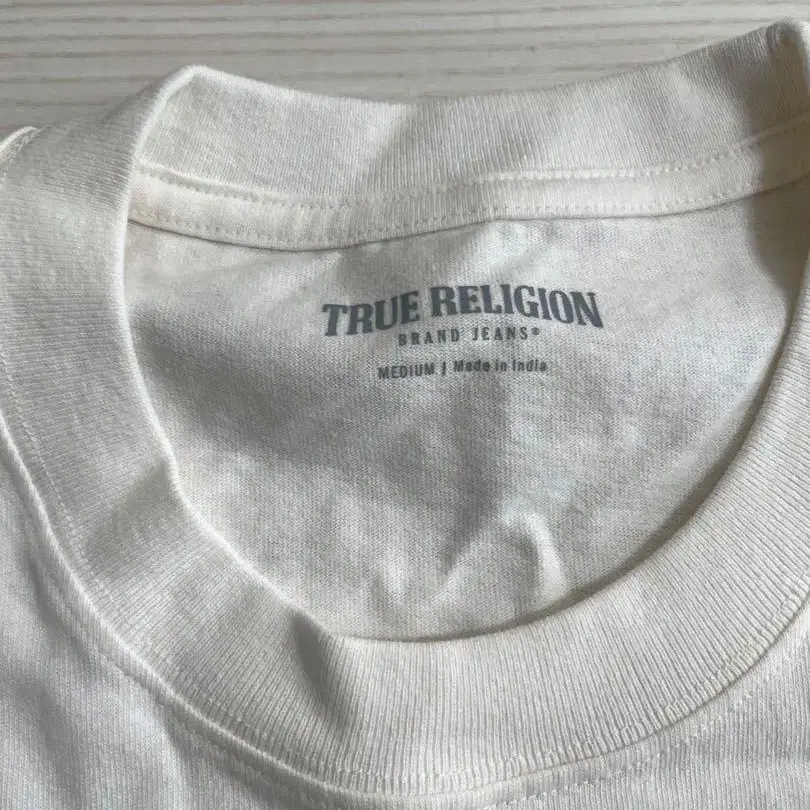 TRUE RELIGION
BRAND JEANS®
MEDIUM | Made in India